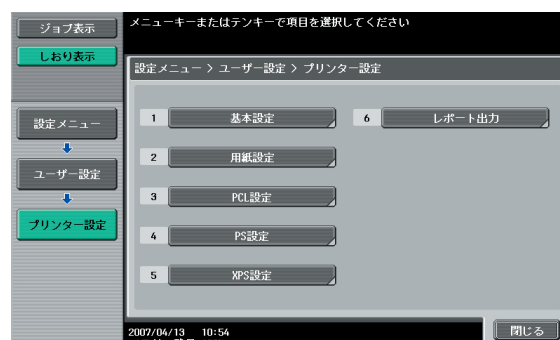 ジョブ表示
しおり表示
設定メニュー
ユーザー設定
プリンター設定
メニューキーまたはテンキーで項目を選択してください
設定メニュー > ユーザー設定 > プリンター設定
1 基本設定
2 用紙設定
3 PCL設定
4 PS設定
5 XPS設定
6 レポート出力
2007/04/13 10:54
閉じる